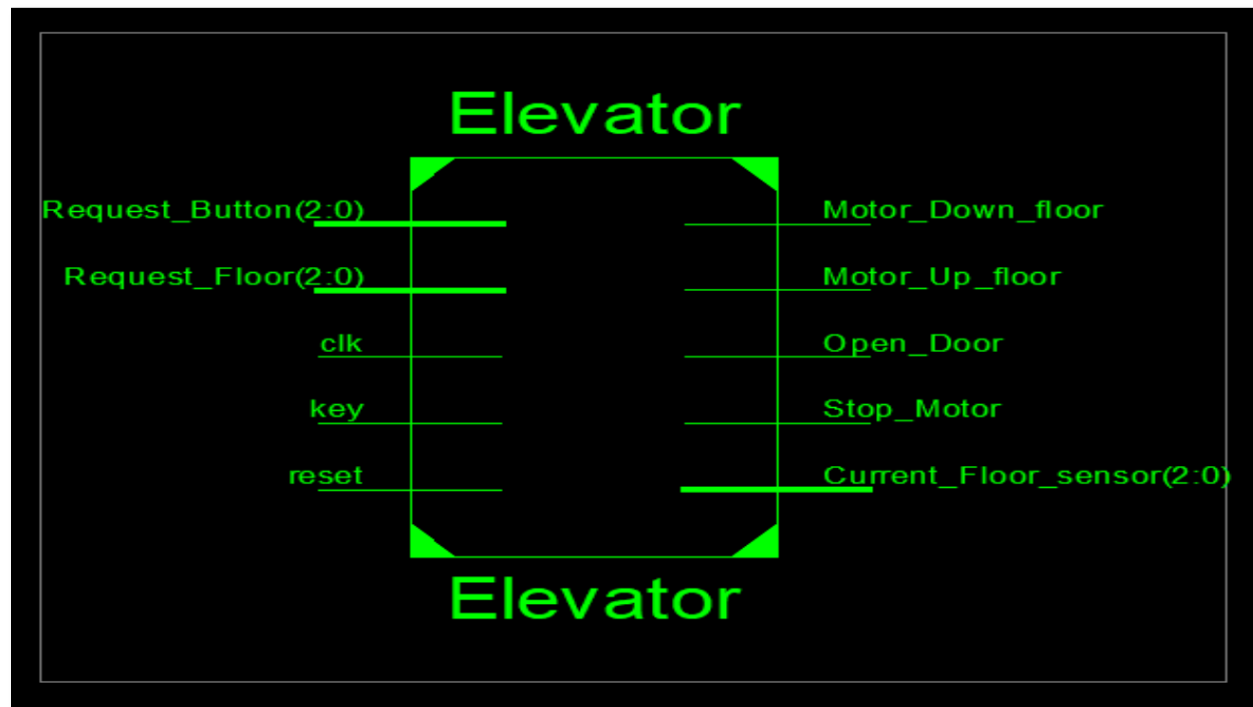 Elevator
Request_Button(2:0)
Motor_Down_floor
Request_Floor(2:0)
Motor_Up_floor
clk
Open_Door
key
Stop_Motor
reset
Current_Floor_sensor(2:0)
Elevator